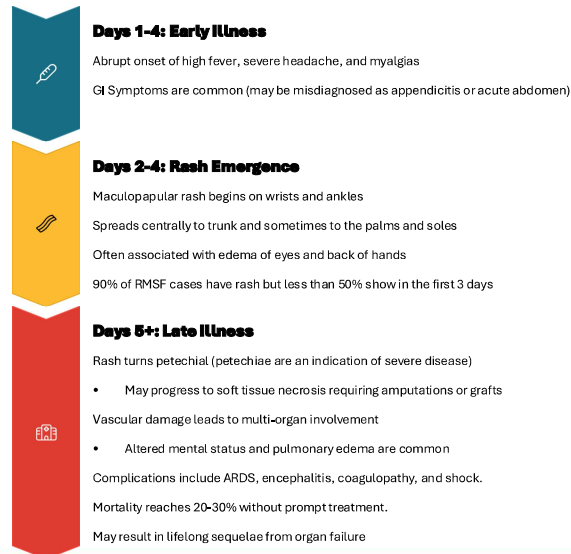 Days 1-4: Early Illness
Abrupt onset of high fever, severe headache, and myalgias
GI Symptoms are common (may be misdiagnosed as appendicitis or acute abdomen)
Days 2-4: Rash Emergence
Maculopapular rash begins on wrists and ankles
Spreads centrally to trunk and sometimes to the palms and soles
Often associated with edema of eyes and back of hands
90% of RMSF cases have rash but less than 50% show in the first 3 days
Days 5+: Late Illness
Rash turns petechial (petechiae are an indication of severe disease)
• May progress to soft tissue necrosis requiring amputations or grafts
Vascular damage leads to multi-organ involvement
• Altered mental status and pulmonary edema are common
Complications include ARDS, encephalitis, coagulopathy, and shock.
Mortality reaches 20-30% without prompt treatment.
May result in lifelong sequelae from organ failure